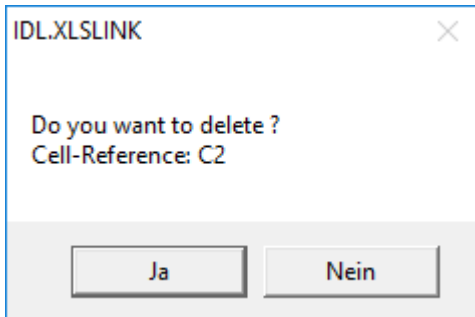 IDL.XLSLINK
Do you want to delete ?
Cell-Reference: C2
Ja
Nein